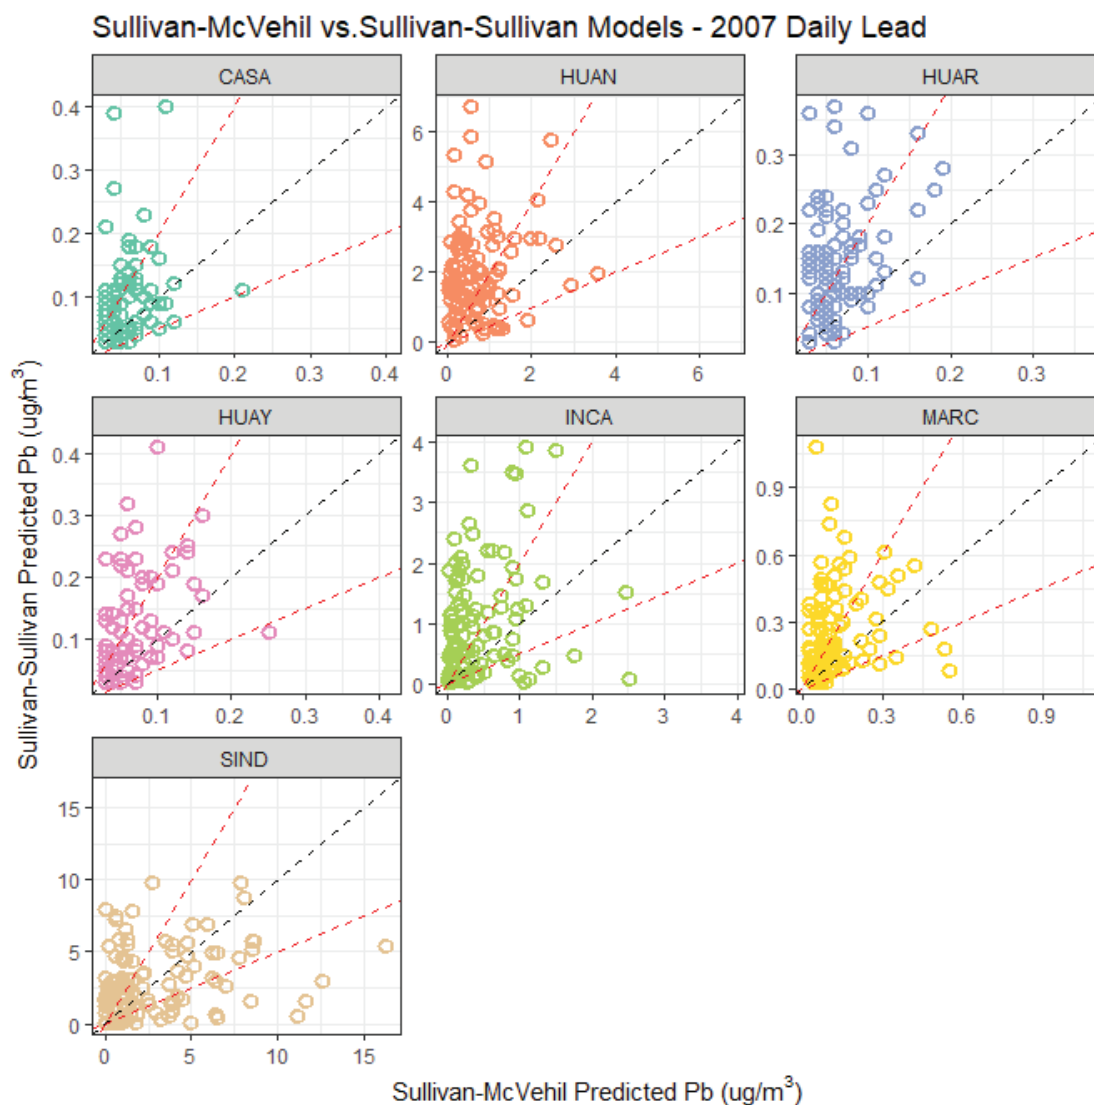 Sullivan-McVehil vs.Sullivan-Sullivan Models - 2007 Daily Lead
CASA
HUAN
HUAR
0.4
0.3
0.2
0.1
0.1 0.2 0.3 0.4
6
4
2
0
0 2 4 6
0.3
0.2
0.1
0.1 0.2 0.3
HUAY
INCA
MARC
0.4
0.3
0.2
0.1
0.1 0.2 0.3 0.4
4
3
2
1
0
0 1 2 3 4
0.9
0.6
0.3
0.0
0.0 0.3 0.6 0.9
SIND
15
10
5
0
0 5 10 15
Sullivan-Sullivan Predicted Pb (ug/m³)
Sullivan-McVehil Predicted Pb (ug/m³)